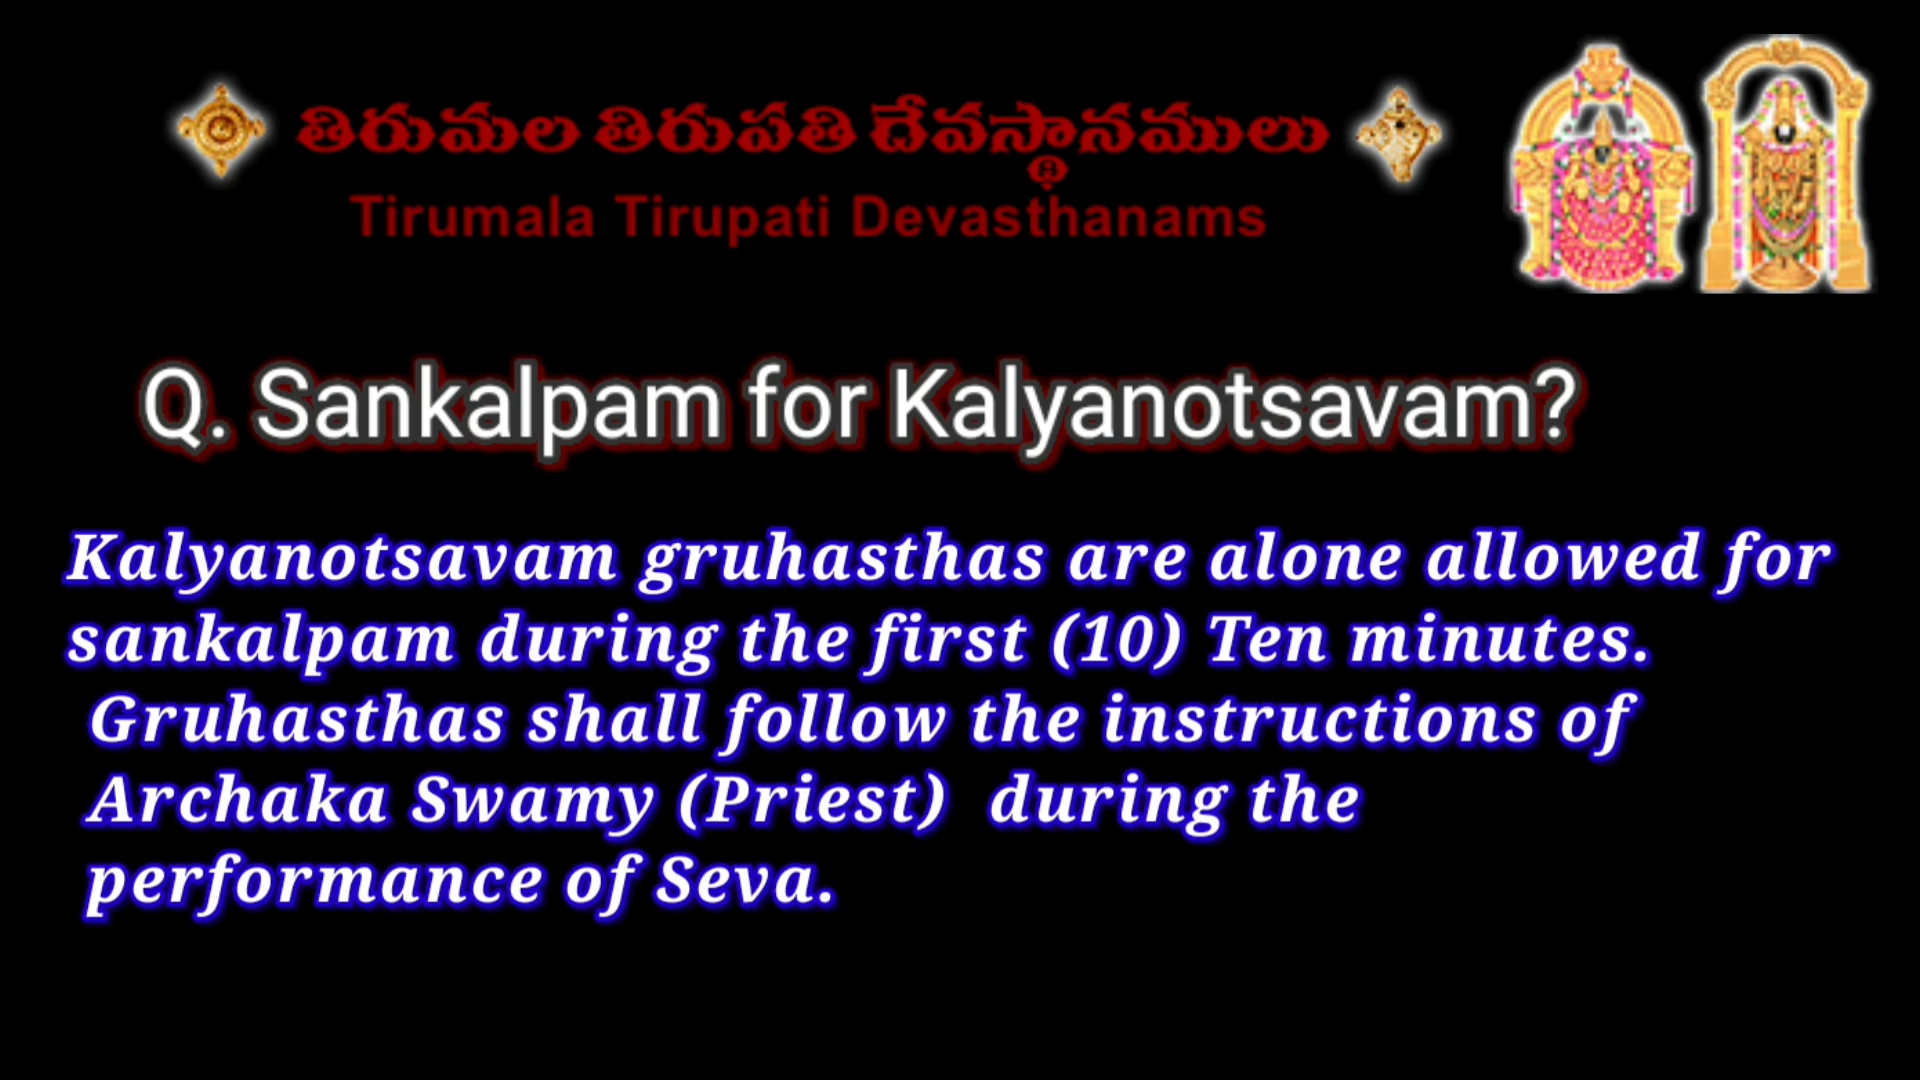 తిరుమల తిరుపతి దేవస్థానములు
Tirumala Tirupati Devasthanams
Q. Sankalpam for Kalyanotsavam?
Kalyanotsavam gruhasthas are alone allowed for
sankalpam during the first (10) Ten minutes.
Gruhasthas shall follow the instructions of
Archaka Swamy (Priest) during the
performance of Seva.